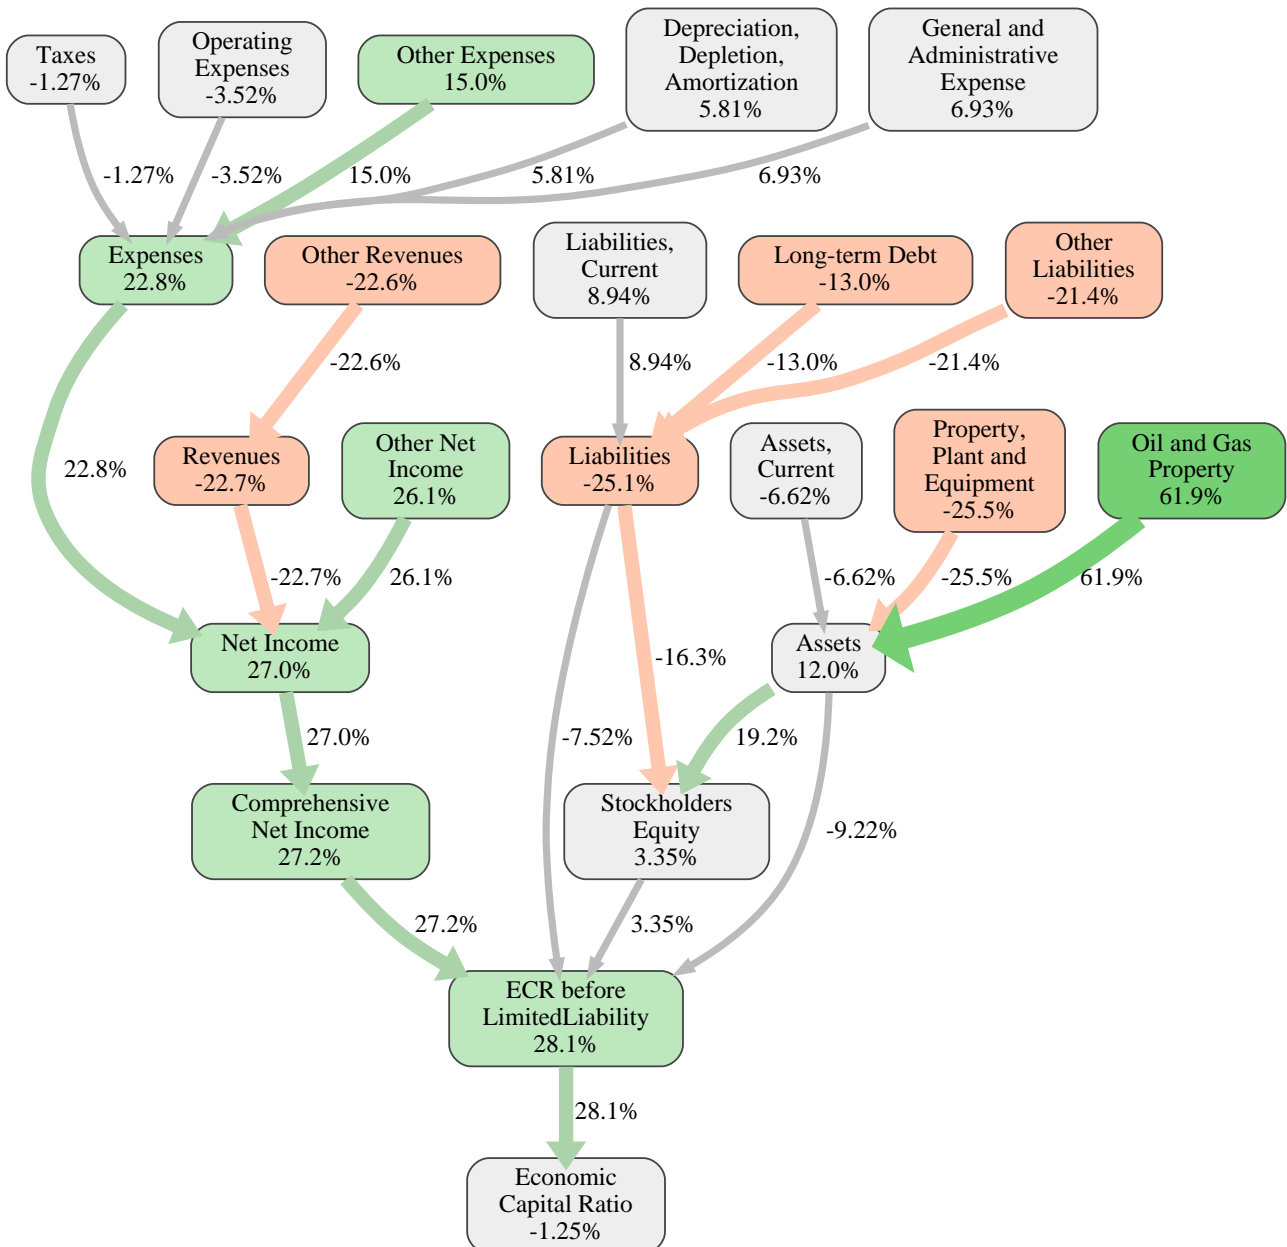 Taxes
-1.27%
Operating
Expenses
-3.52%
Other Expenses
15.0%
Depreciation,
Depletion,
Amortization
5.81%
General and
Administrative
Expense
6.93%
-1.27%
-3.52%
15.0%
5.81%
6.93%
Expenses
22.8%
Other Revenues
-22.6%
Liabilities,
Current
8.94%
Long-term Debt
-13.0%
Other
Liabilities
-21.4%
-22.6%
8.94%
-13.0%
-21.4%
22.8%
Revenues
-22.7%
Other Net
Income
26.1%
Liabilities
-25.1%
Assets,
Current
-6.62%
Property,
Plant and
Equipment
-25.5%
Oil and Gas
Property
61.9%
-22.7%
26.1%
-6.62%
-25.5%
61.9%
Net Income
27.0%
-16.3%
Assets
12.0%
27.0%
-7.52%
19.2%
Comprehensive
Net Income
27.2%
Stockholders
Equity
3.35%
-9.22%
27.2%
3.35%
ECR before
LimitedLiability
28.1%
28.1%
Economic
Capital Ratio
-1.25%